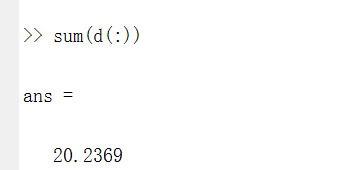 >> sum(d(:))
ans =
20.2369